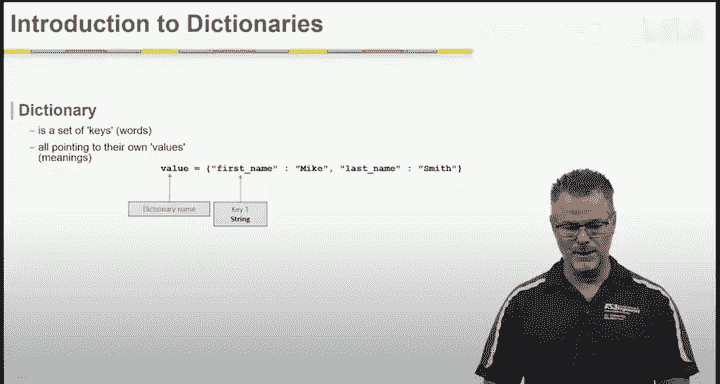 Introduction to Dictionaries
Dictionary
– is a set of 'keys' (words)
– all pointing to their own 'values'
(meanings)
value = {"first_name" : "Mike", "last_name" : "Smith"}
Dictionary name
Key 1
String